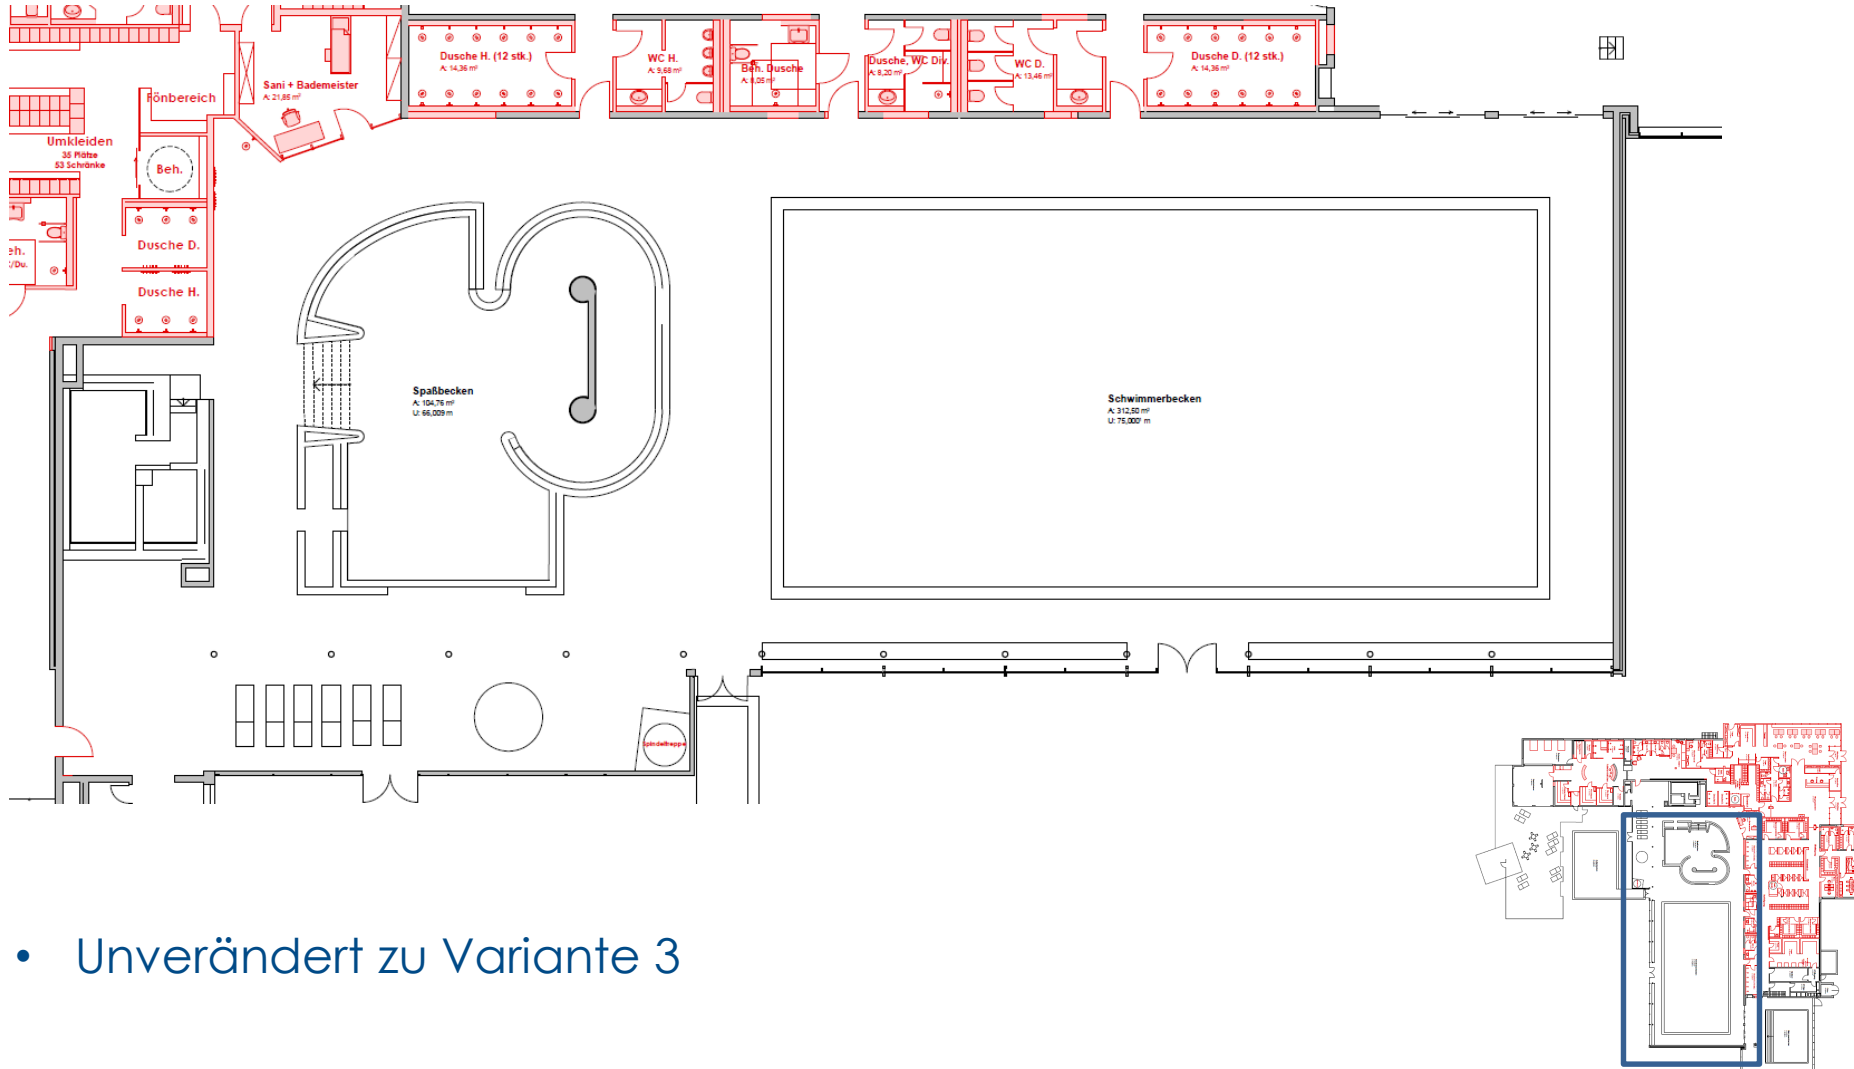 Dusche H. (12 stk.)
A: 14,36 m²
WC H.
A: 9,68 m²
Beh. Dusche
A: 8,05 m²
Dusche, WC Div.
A: 8,20 m²
WC D.
A: 13,46 m²
Dusche D. (12 stk.)
A: 14,36 m²
Sani + Bademeister
A: 21,85 m²
Fönbereich
Umkleiden
35 Plätze
53 Schränke
Beh.
Dusche D.
eh.
/Du.
Dusche H.
Spaßbecken
A: 104,76 m²
U: 66,009 m
Schwimmerbecken
A: 312,50 m²
U: 75,000 m
Spindeltreppe
• Unverändert zu Variante 3